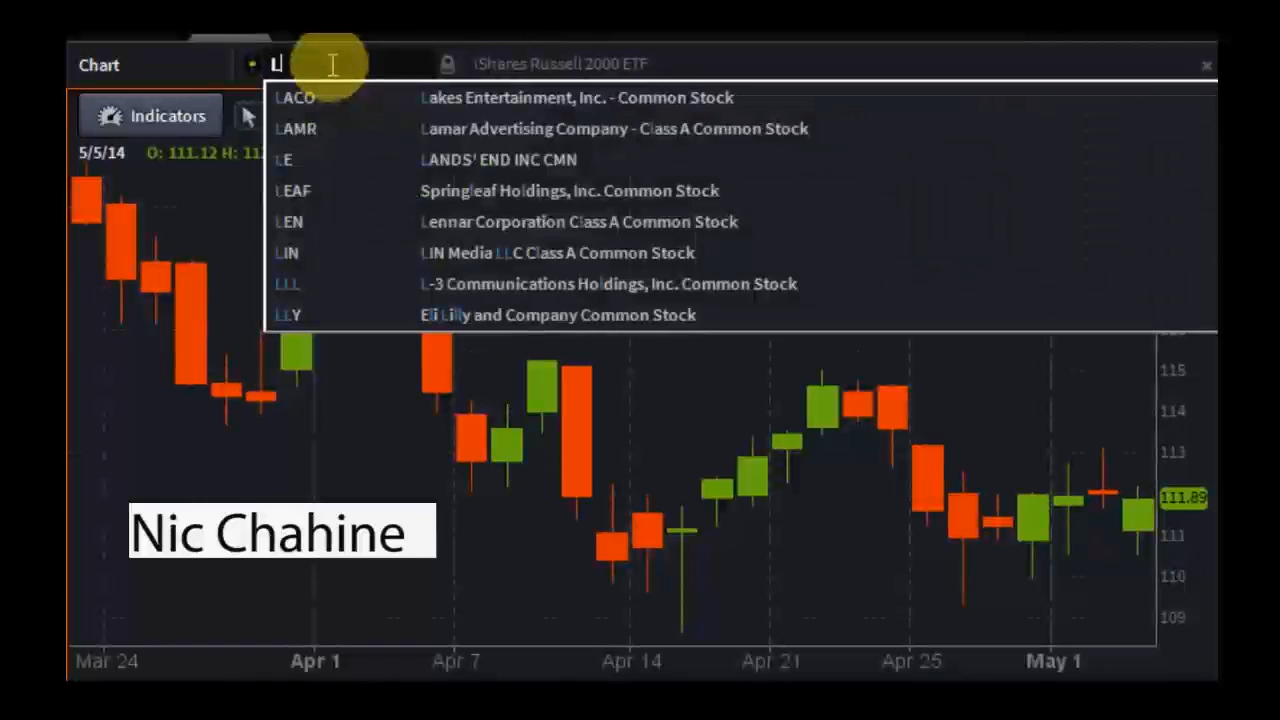 Chart L iShares Russell 2000 ETF
LACO Lakes Entertainment, Inc. - Common Stock
Indicators
LAMR Lamar Advertising Company - Class A Common Stock
5/5/14 O: 111.12 H: 11
LE LANDS' END INC CMN
LEAF Springleaf Holdings, Inc. Common Stock
LEN Lennar Corporation Class A Common Stock
LIN LIN Media LLC Class A Common Stock
LLL L-3 Communications Holdings, Inc. Common Stock
LLY Eli Lilly and Company Common Stock
115
114
113
111.89
111
110
109
Nic Chahine
Mar 24 Apr 1 Apr 7 Apr 14 Apr 21 Apr 25 May 1